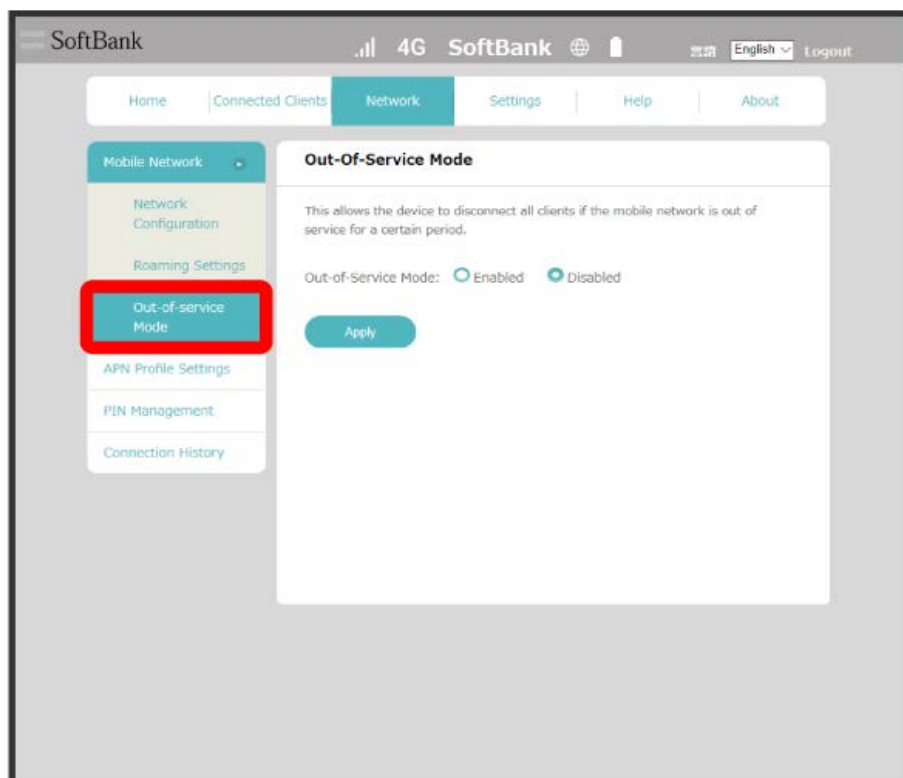 SoftBank
4G SoftBank
言語 English Logout
Home Connected Clients Network Settings Help About
Mobile Network
Network
Configuration
Roaming Settings
Out-of-service
Mode
APN Profile Settings
PIN Management
Connection History
Out-Of-Service Mode
This allows the device to disconnect all clients if the mobile network is out of
service for a certain period.
Out-of-Service Mode: Enabled Disabled
Apply